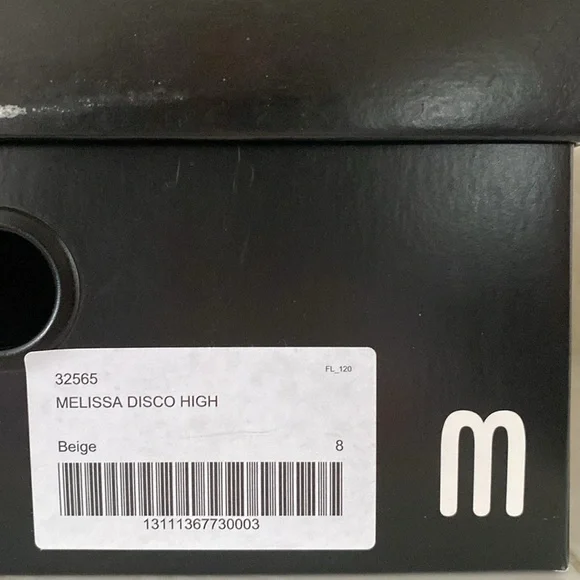 32565
FL_120
MELISSA DISCO HIGH
Beige 8
13111367730003
m